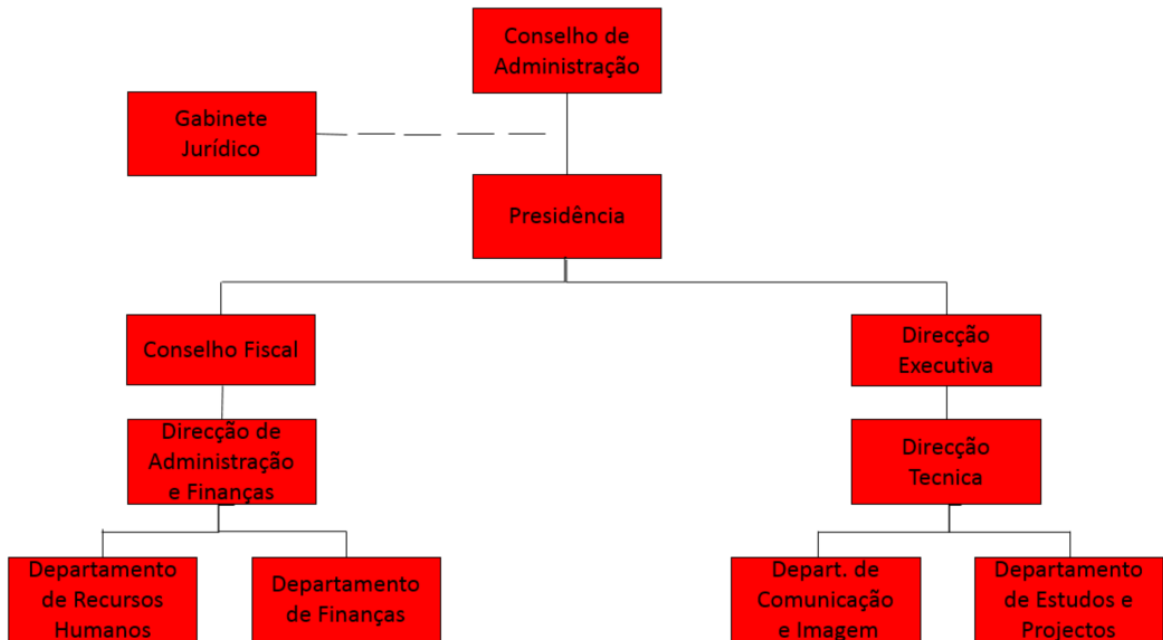 Conselho de
Administração
Gabinete
Jurídico
Presidência
Conselho Fiscal
Direcção
Executiva
Direcção de
Administração
e Finanças
Direcção
Tecnica
Departamento
de Recursos
Humanos
Departamento
de Finanças
Depart. de
Comunicação
e Imagem
Departamento
de Estudos e
Projectos